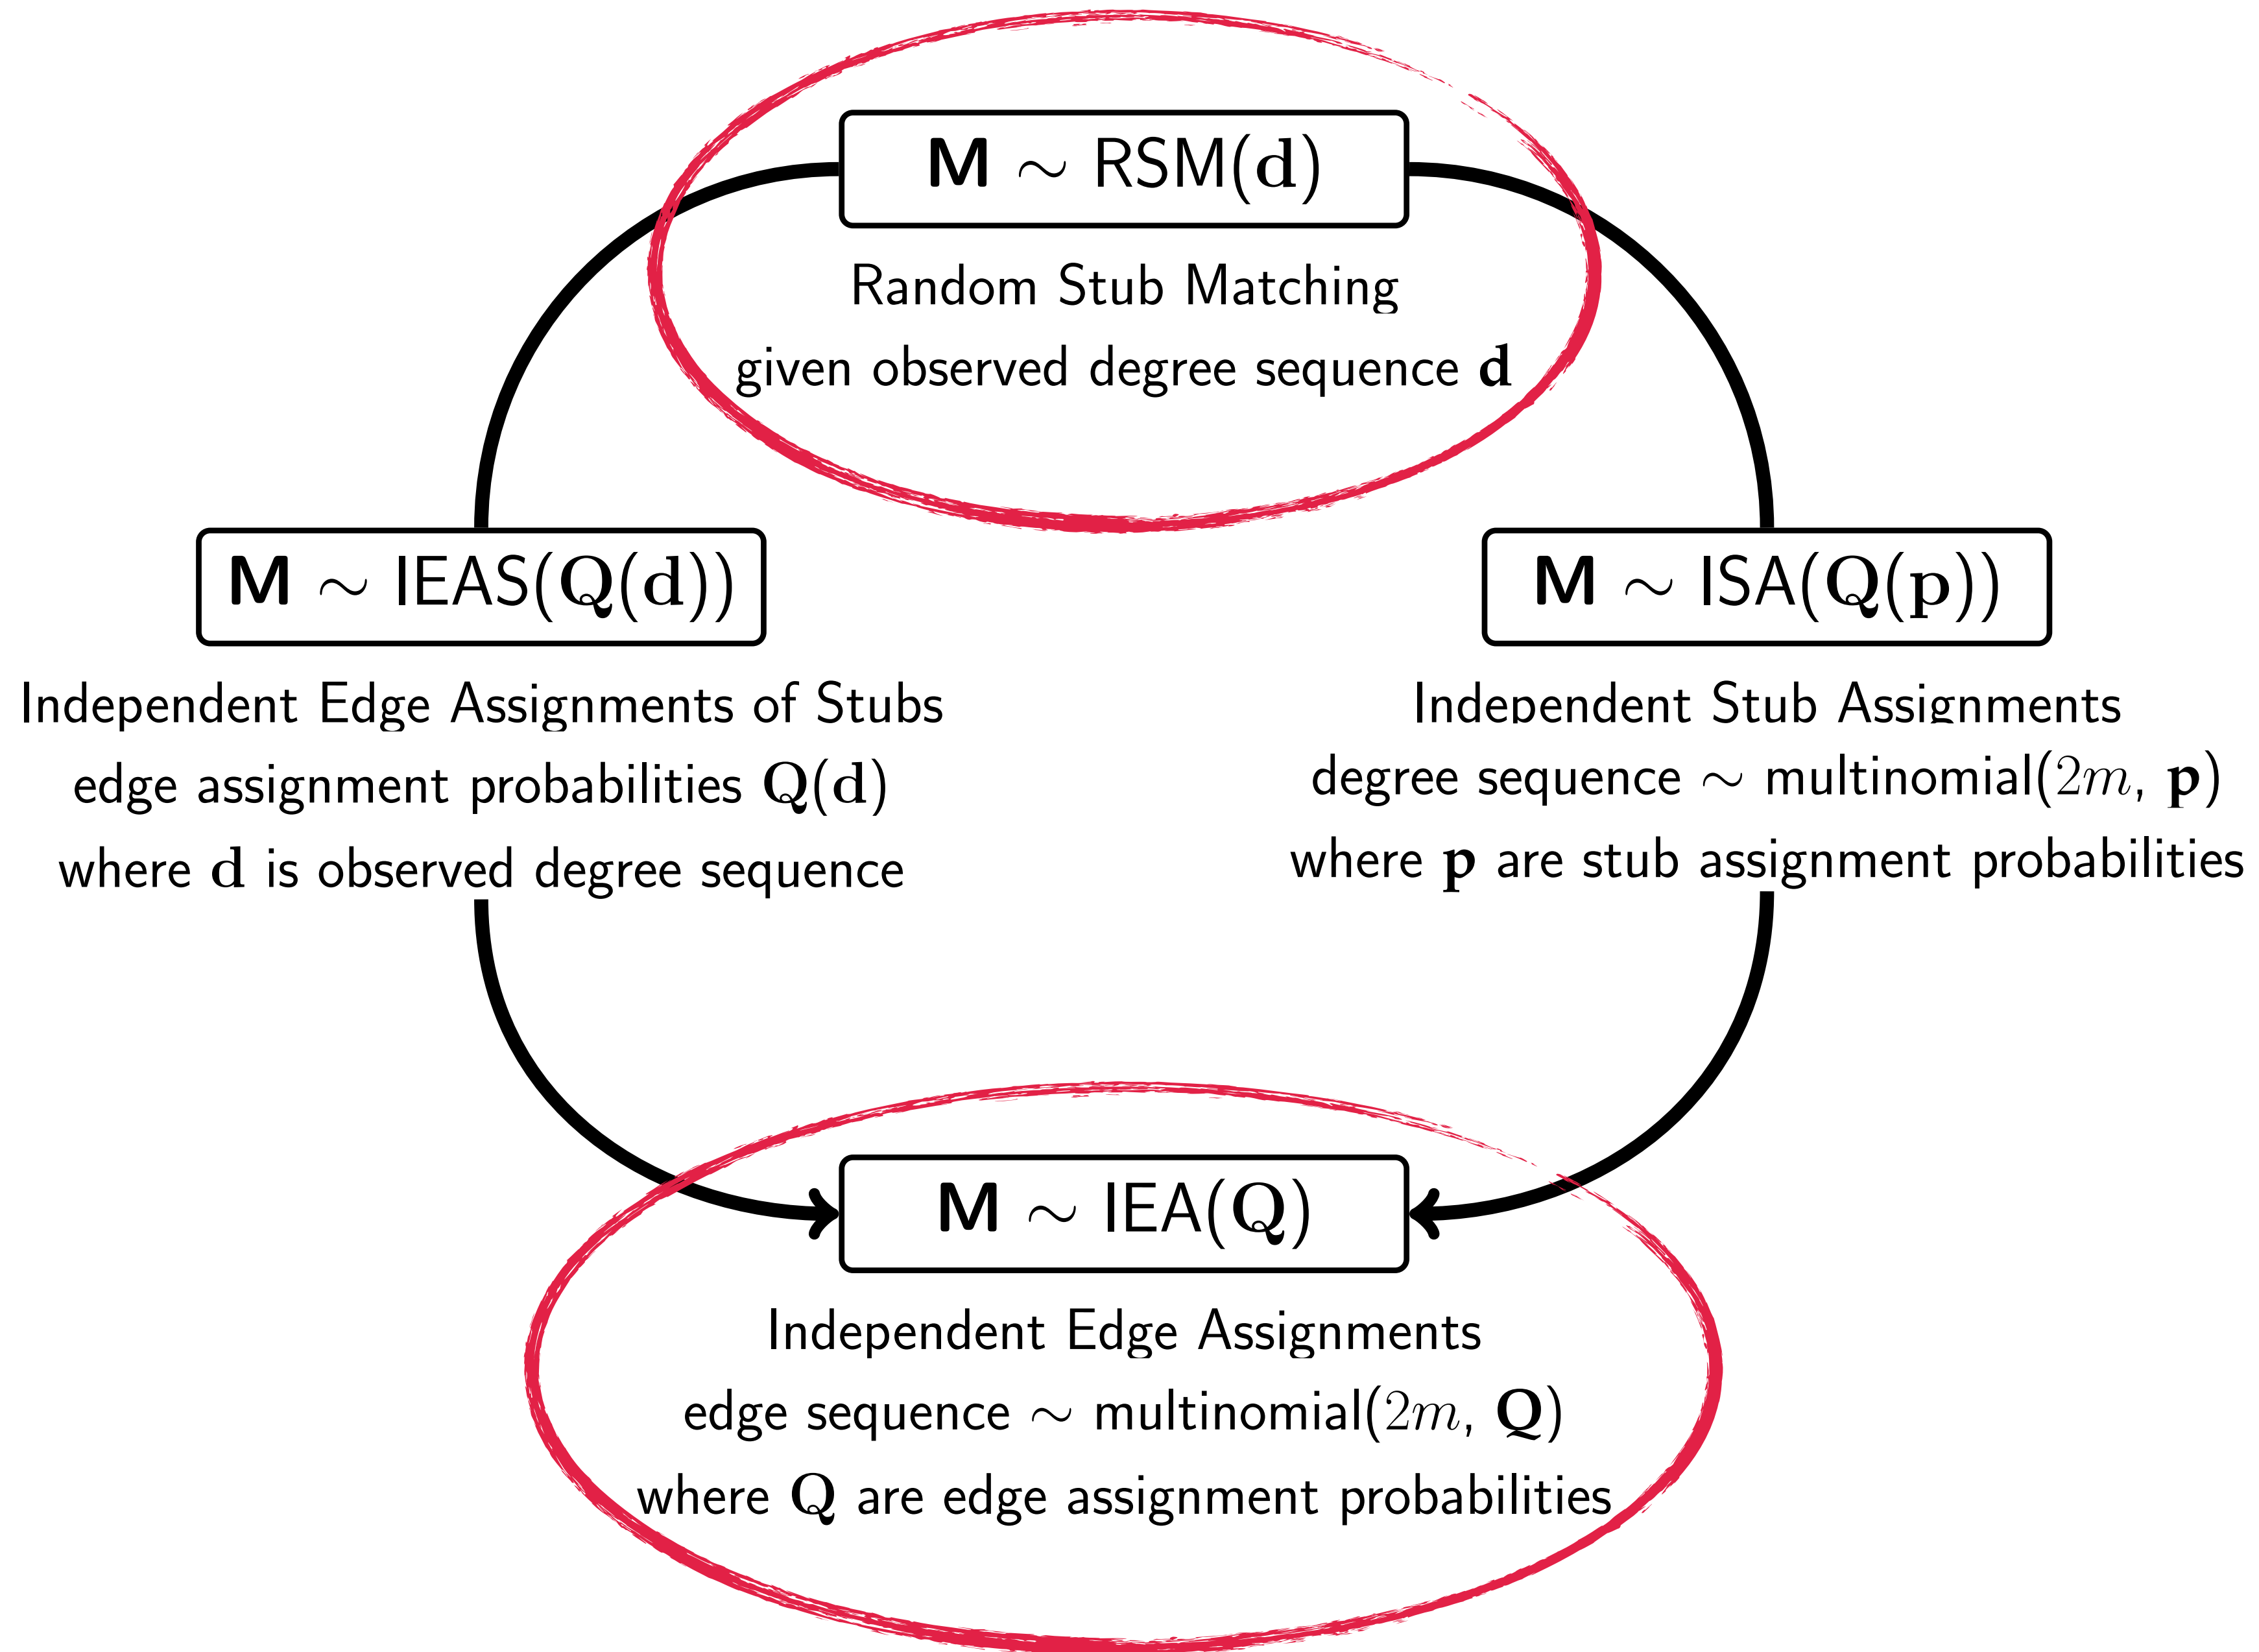 M ∼ RSM(d)
Random Stub Matching
given observed degree sequence d
M ∼ IEAS(Q(d))
Independent Edge Assignments of Stubs
edge assignment probabilities Q(d)
where d is observed degree sequence
M ∼ ISA(Q(p))
Independent Stub Assignments
degree sequence ∼ multinomial(2m, p)
where p are stub assignment probabilities
M ∼ IEA(Q)
Independent Edge Assignments
edge sequence ∼ multinomial(2m, Q)
where Q are edge assignment probabilities